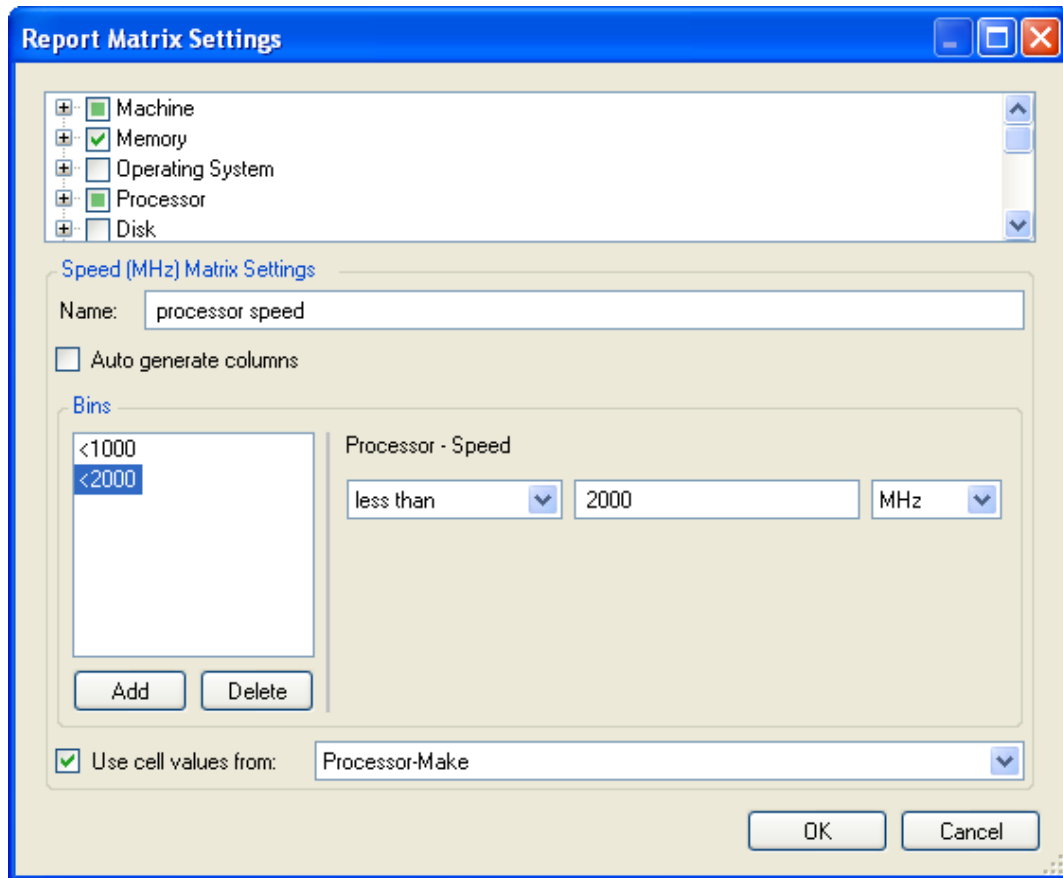 Report Matrix Settings
Machine
Memory
Operating System
Processor
Disk
Speed (MHz) Matrix Settings
Name: processor speed
Auto generate columns
Bins
<1000
<2000
Processor - Speed
less than 2000 MHz
Add Delete
Use cell values from: Processor-Make
OK Cancel